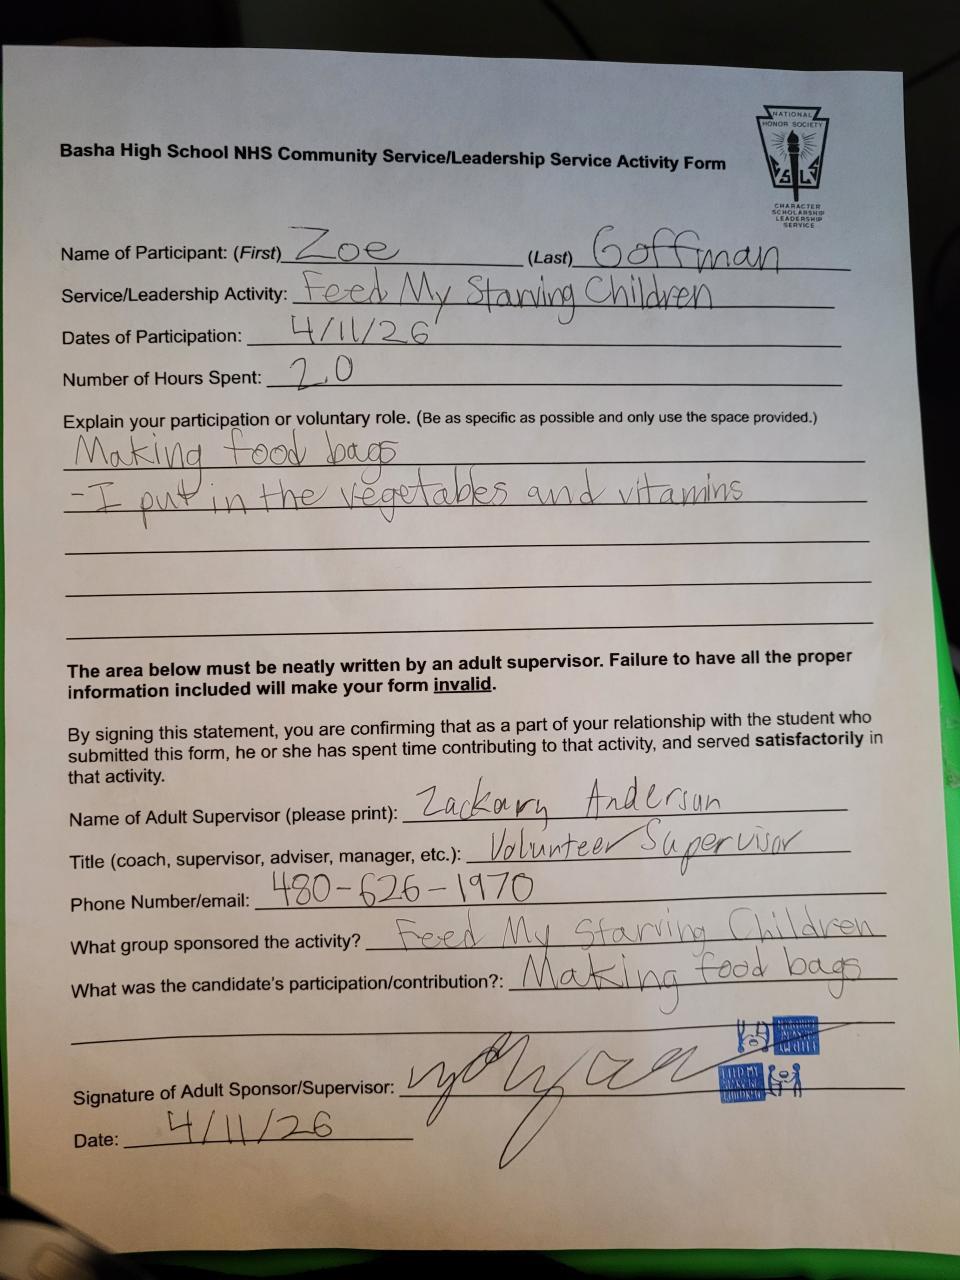 NATIONAL
HONOR SOCIETY
CSLS
CHARACTER
SCHOLARSHIP
LEADERSHIP
SERVICE
Basha High School NHS Community Service/Leadership Service Activity Form
Name of Participant: (First) Zoe (Last) Goffman
Service/Leadership Activity: Feed My Starving Children
Dates of Participation: 4/11/26
Number of Hours Spent: 2.0
Explain your participation or voluntary role. (Be as specific as possible and only use the space provided.)
Making food bags
- I put in the vegetables and vitamins
The area below must be neatly written by an adult supervisor. Failure to have all the proper
information included will make your form invalid.
By signing this statement, you are confirming that as a part of your relationship with the student who
submitted this form, he or she has spent time contributing to that activity, and served satisfactorily in
that activity.
Name of Adult Supervisor (please print): Zackary Anderson
Title (coach, supervisor, adviser, manager, etc.): Volunteer Supervisor
Phone Number/email: 480-626-1970
What group sponsored the activity? Feed My Starving Children
What was the candidate's participation/contribution?: Making food bags
Signature of Adult Sponsor/Supervisor:
Date: 4/11/26